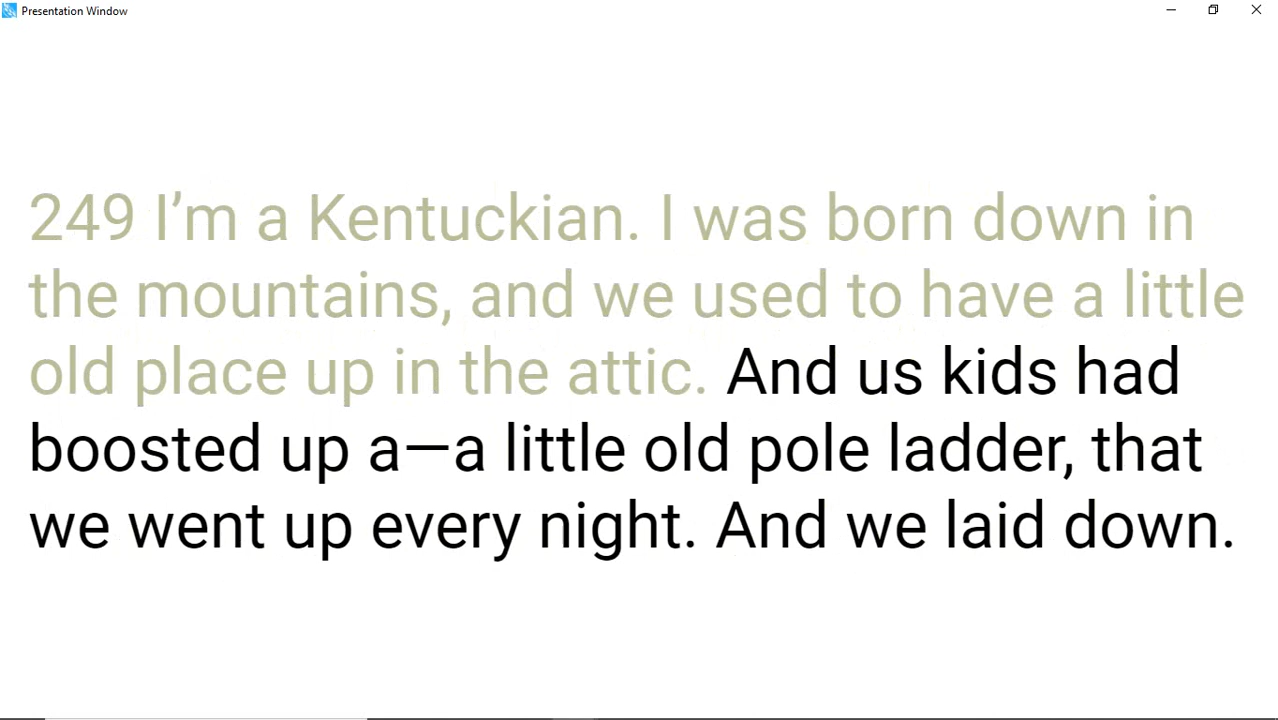 Presentation Window
249 I’m a Kentuckian. I was born down in
the mountains, and we used to have a little
old place up in the attic. And us kids had
boosted up a—a little old pole ladder, that
we went up every night. And we laid down.